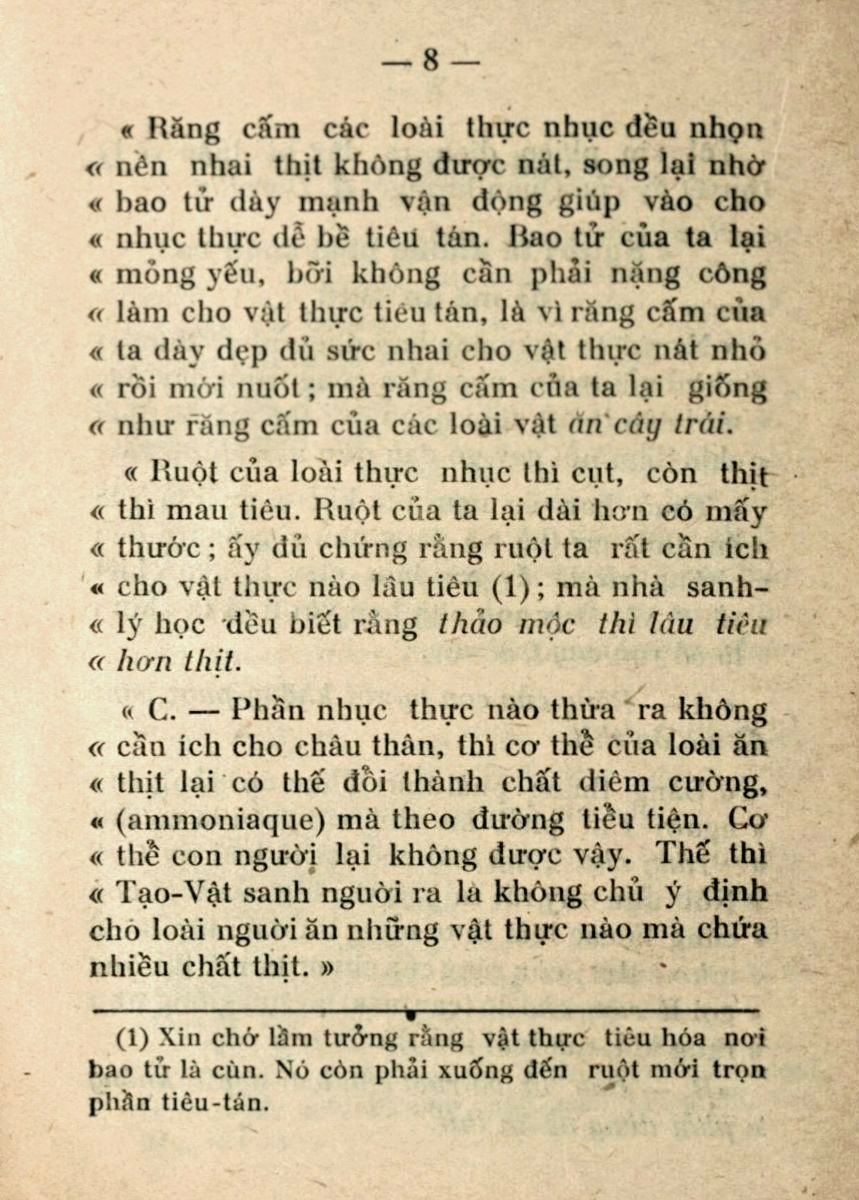 — 8 —
« Răng cấm các loài thực nhục đều nhọn
« nên nhai thịt không được nát, song lại nhờ
« bao tử dày mạnh vận động giúp vào cho
« nhục thực dễ bề tiêu tán. Bao tử của ta lại
« mỏng yếu, bỡi không cần phải nặng công
« làm cho vật thực tiêu tán, là vì răng cấm của
« ta dày dẹp đủ sức nhai cho vật thực nát nhỏ
« rồi mới nuốt ; mà răng cấm của ta lại giống
« như răng cấm của các loài vật ăn cây trái.
« Ruột của loài thực nhục thì cụt, còn thịt
« thì mau tiêu. Ruột của ta lại dài hơn có mấy
« thước ; ấy đủ chứng rằng ruột ta rất cần ích
« cho vật thực nào lâu tiêu (1) ; mà nhà sanh-
« lý học đều biết rằng thảo mộc thì lâu tiêu
« hơn thịt.
« C. — Phần nhục thực nào thừa ra không
« cần ích cho châu thân, thì cơ thể của loài ăn
« thịt lại có thế đổi thành chất diêm cường,
« (ammoniaque) mà theo đường tiểu tiện. Cơ
« thể con người lại không được vậy. Thế thì
« Tạo-Vật sanh nguời ra là không chủ ý định
cho loài nguời ăn những vật thực nào mà chứa
nhiều chất thịt. »
(1) Xin chớ lầm tưởng rằng vật thực tiêu hóa nơi
bao tử là cùn. Nó còn phải xuống đến ruột mới trọn
phần tiêu-tán.